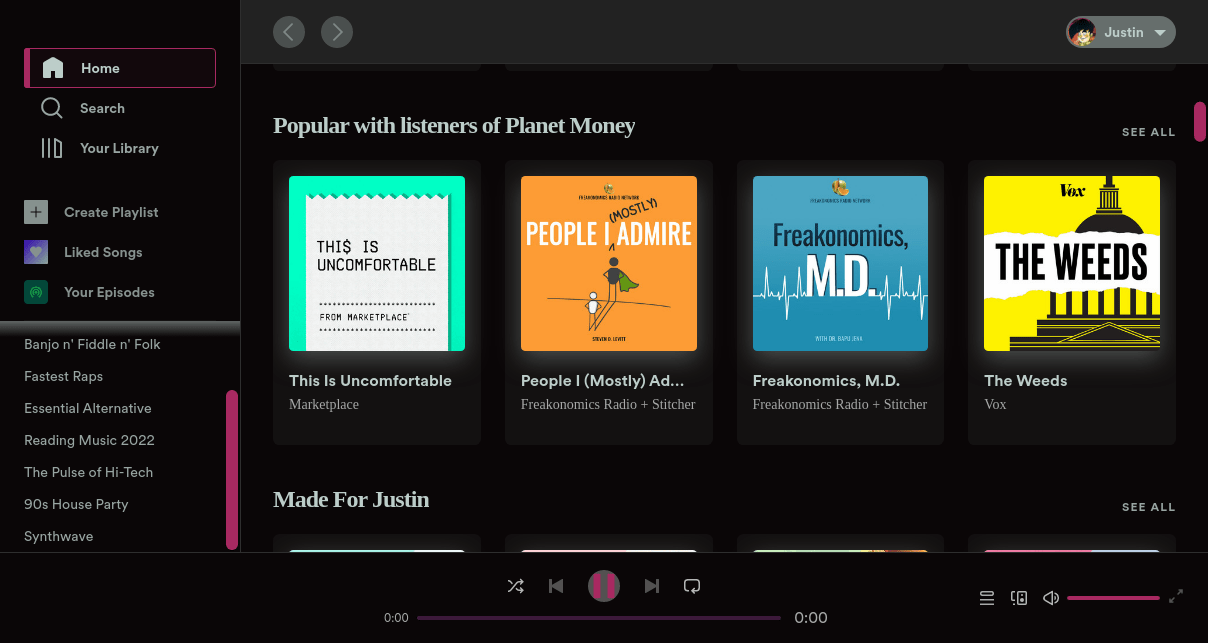 Home
Search
Your Library
Create Playlist
Liked Songs
Your Episodes
Banjo n' Fiddle n' Folk
Fastest Raps
Essential Alternative
Reading Music 2022
The Pulse of Hi-Tech
90s House Party
Synthwave
Justin
Popular with listeners of Planet Money
SEE ALL
THI$ IS
UNCOMFORTABLE
FROM MARKETPLACE
This Is Uncomfortable
Marketplace
FREAKONOMICS RADIO NETWORK
(MOSTLY)
PEOPLE I ADMIRE
STEVEN D. LEVITT
People I (Mostly) Ad...
Freakonomics Radio + Stitcher
FREAKONOMICS RADIO NETWORK
Freakonomics,
M.D.
WITH DR. BAPU JENA
Freakonomics, M.D.
Freakonomics Radio + Stitcher
Vox
THE WEEDS
The Weeds
Vox
Made For Justin
SEE ALL
0:00
0:00